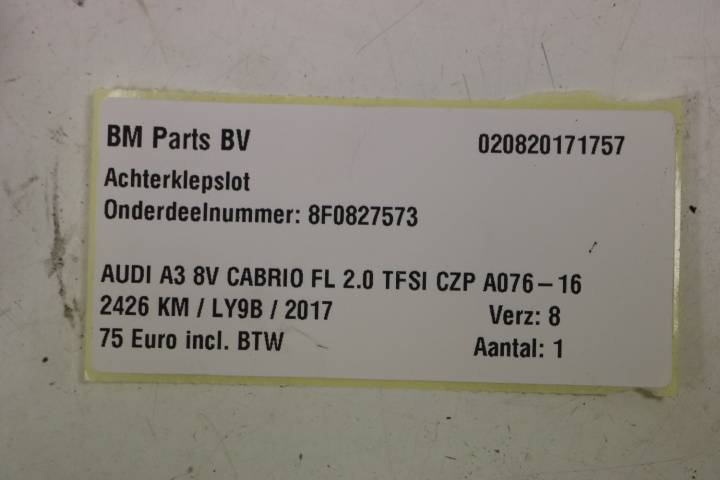 BM Parts BV 020820171757
Achterklepslot
Onderdeelnummer: 8F0827573
AUDI A3 8V CABRIO FL 2.0 TFSI CZP A076-16
2426 KM / LY9B / 2017 Verz: 8
75 Euro incl. BTW Aantal: 1